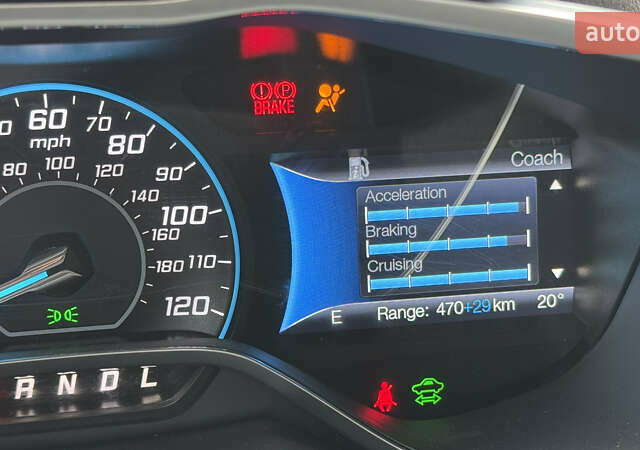 auto
BRAKE
Coach
Acceleration
Braking
Cruising
E
Range: 470+29 km
20°
60
70
80
90
100
110
120
mph
80
100
120
140
160
180
R N D L